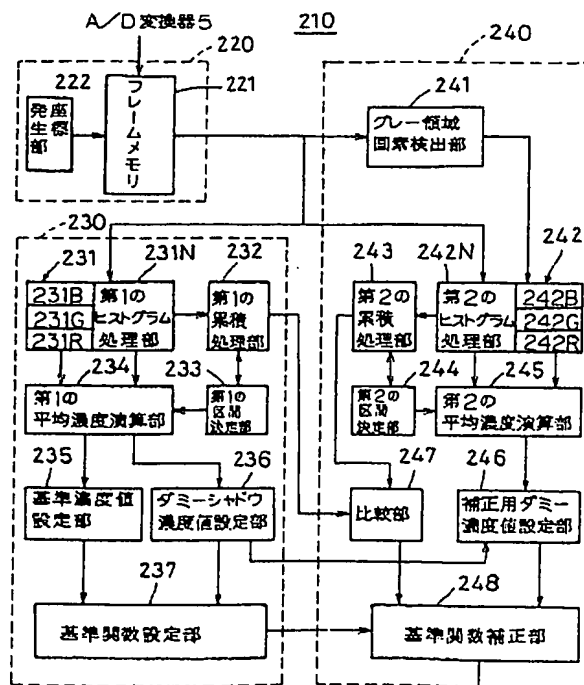 A/D変換器5
210
220
240
222
221
発生部
座標
フレームメモリ
241
グレー領域
画素検出部
230
231
231N
232
243
242N
242
231B
231G
231R
第1の
ヒストグラム
処理部
第1の
累積
処理部
第2の
累積
処理部
第2の
ヒストグラム
処理部
242B
242G
242R
234
233
244
245
第1の
平均濃度演算部
第1の
区間
決定部
第2の
区間
決定部
第2の
平均濃度演算部
235
236
247
246
基準濃度値
設定部
ダミーシャドウ
濃度値設定部
比較部
補正用ダミー
濃度値設定部
237
248
基準関数設定部
基準関数補正部